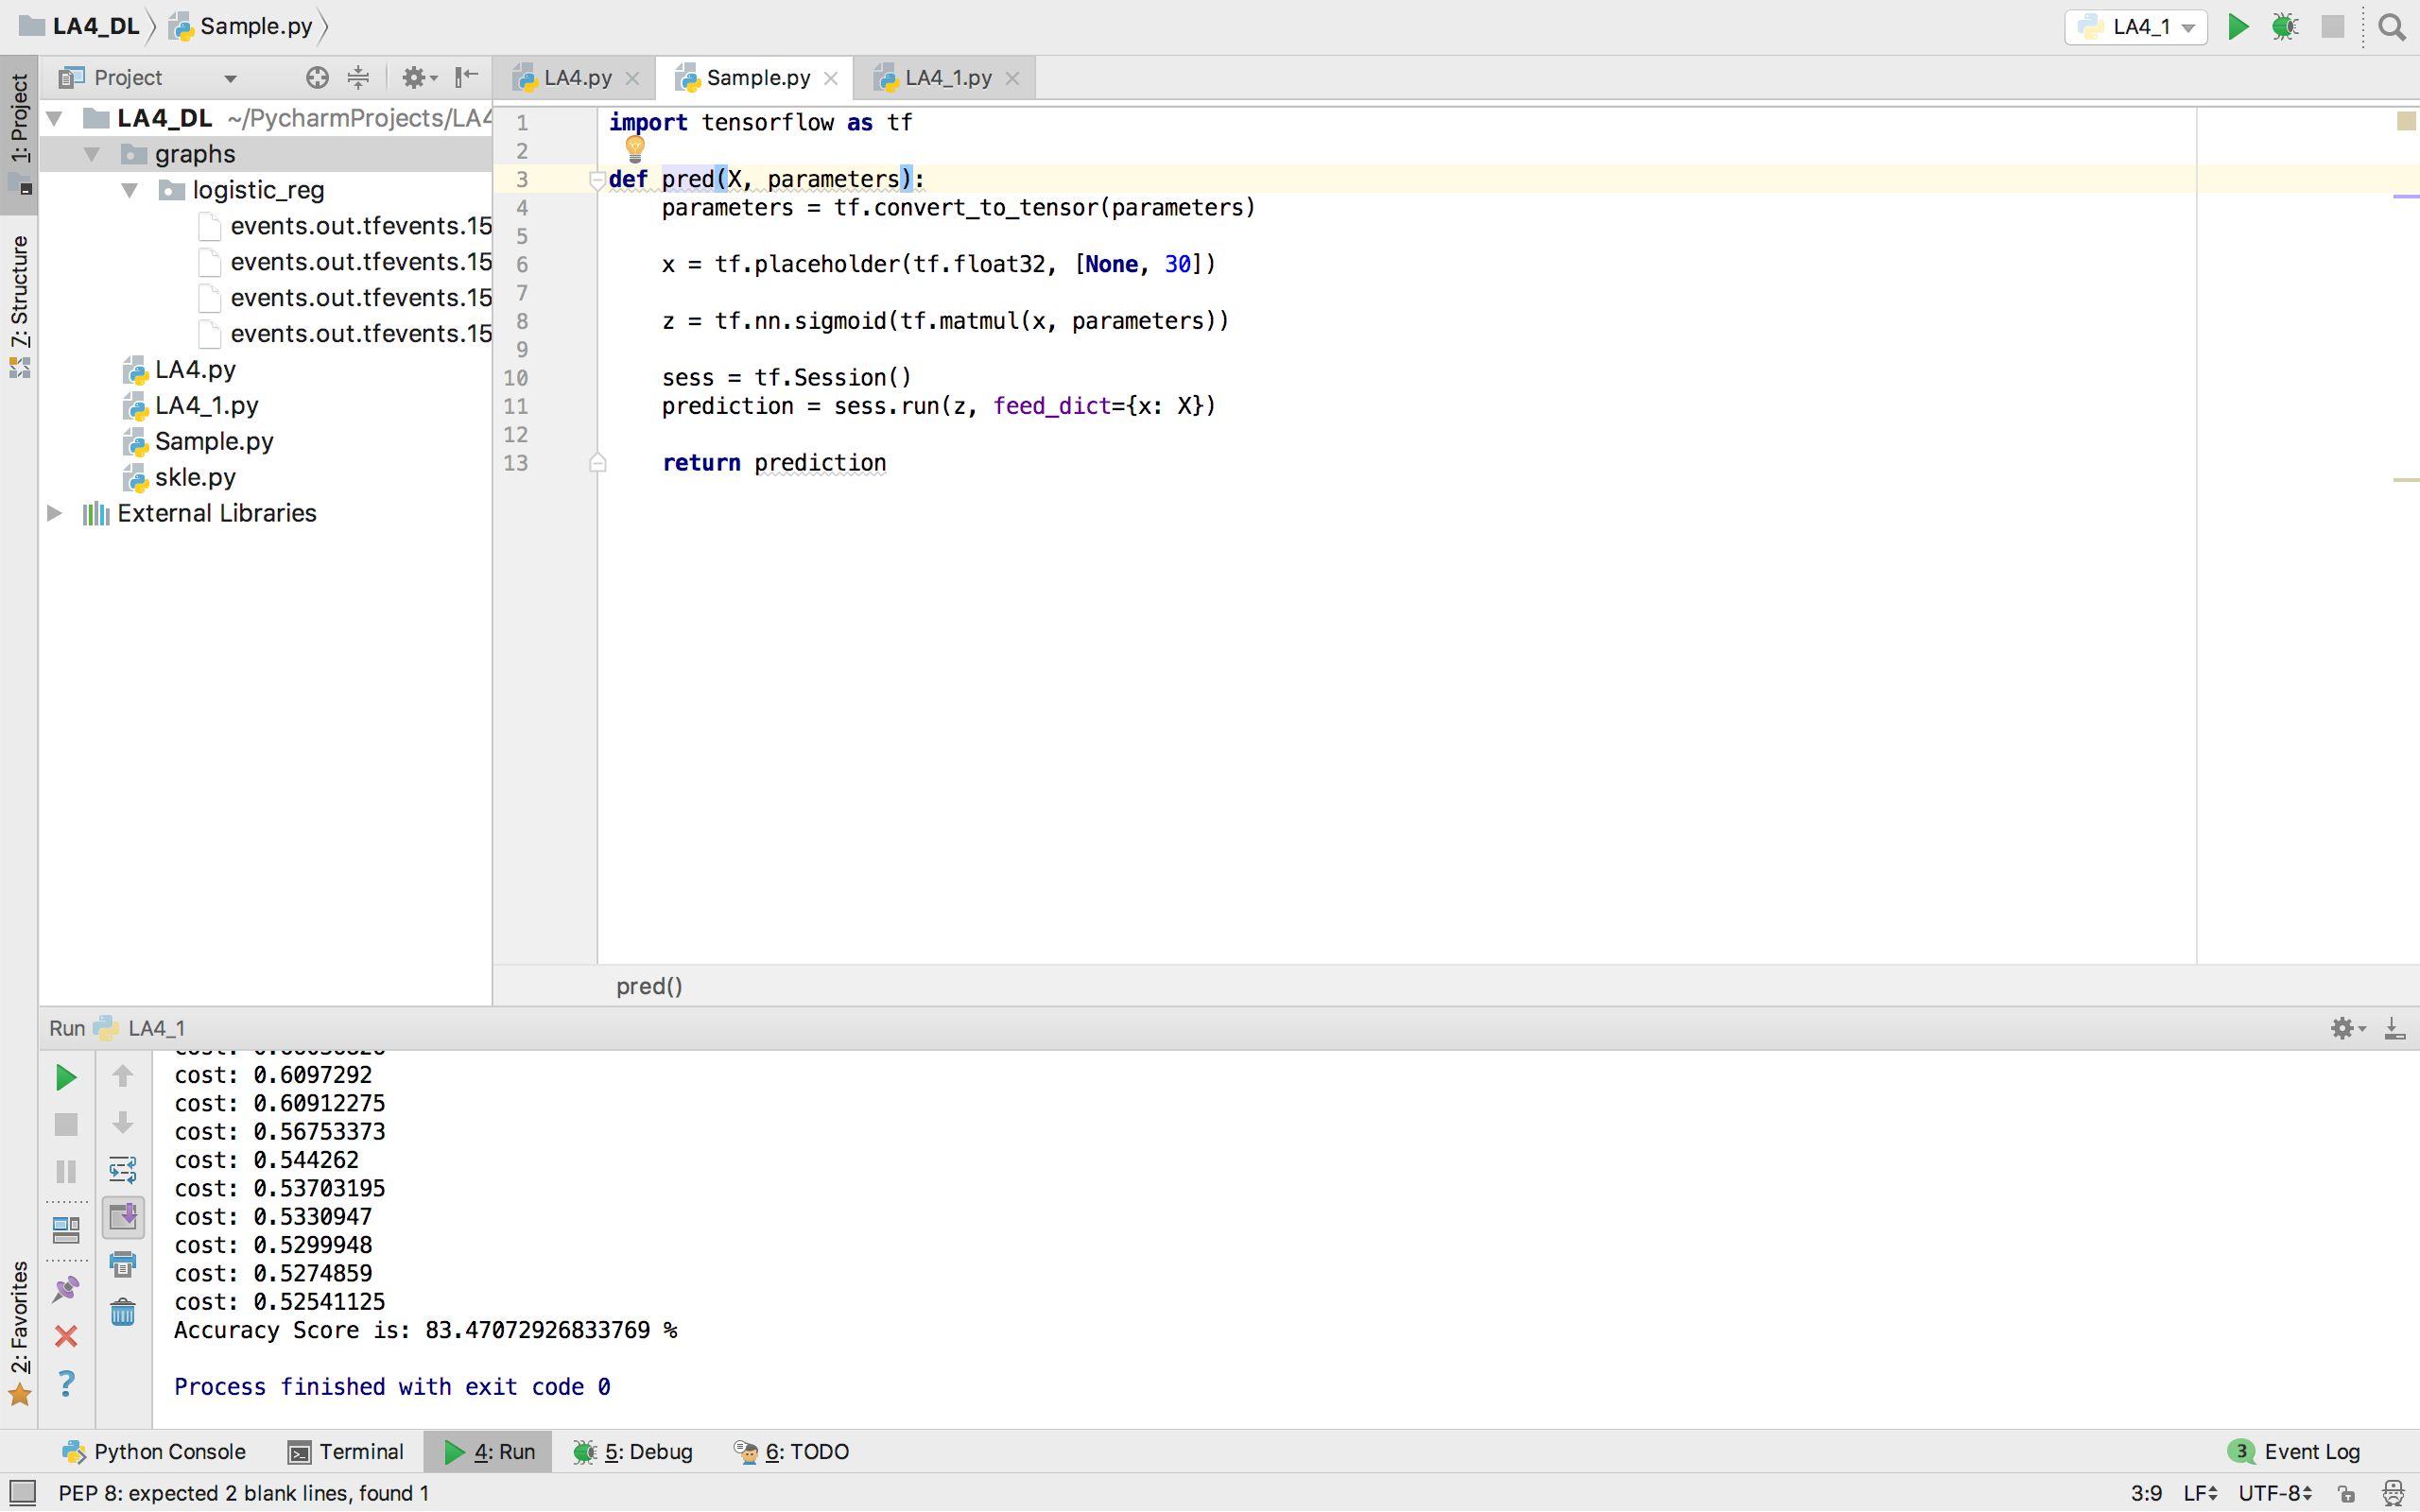 LA4_DL
Sample.py
LA4_1
1: Project
Project
LA4.py
Sample.py
LA4_1.py
LA4_DL ~/PycharmProjects/LA4
graphs
logistic_reg
events.out.tfevents.15
events.out.tfevents.15
events.out.tfevents.15
events.out.tfevents.15
LA4.py
LA4_1.py
Sample.py
skle.py
External Libraries
7: Structure
2: Favorites
1 import tensorflow as tf
2
3 def pred(X, parameters):
4 parameters = tf.convert_to_tensor(parameters)
5
6 x = tf.placeholder(tf.float32, [None, 30])
7
8 z = tf.nn.sigmoid(tf.matmul(x, parameters))
9
10 sess = tf.Session()
11 prediction = sess.run(z, feed_dict={x: X})
12
13 return prediction
pred()
Run LA4_1
cost: 0.6097292
cost: 0.60912275
cost: 0.56753373
cost: 0.544262
cost: 0.53703195
cost: 0.5330947
cost: 0.5299948
cost: 0.5274859
cost: 0.52541125
Accuracy Score is: 83.47072926833769 %
Process finished with exit code 0
Python Console
Terminal
4: Run
5: Debug
6: TODO
3 Event Log
PEP 8: expected 2 blank lines, found 1
3:9 LF UTF-8